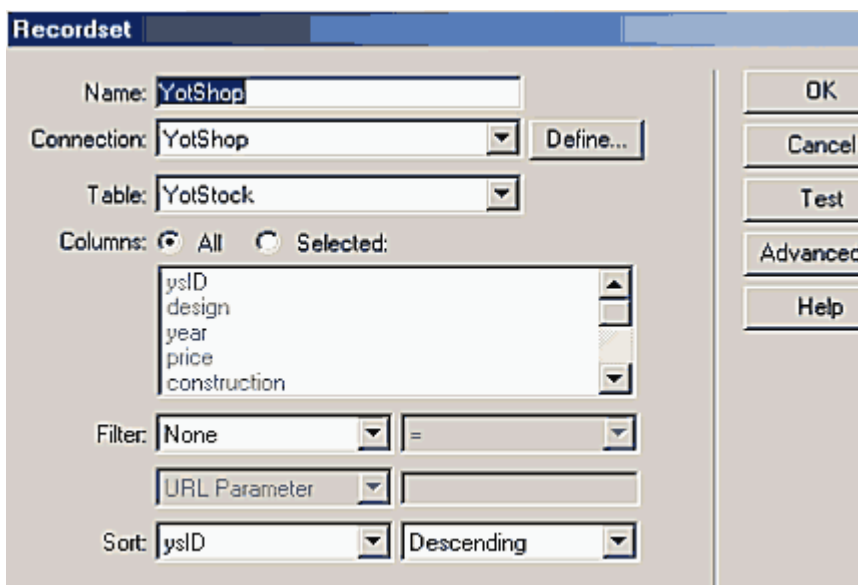 Recordset
Name: YotShop
OK
Connection: YotShop Define...
Cancel
Table: YotStock
Test
Columns: All Selected:
Advanced
ysID
design
year
price
construction
Help
Filter: None =
URL Parameter
Sort: ysID Descending